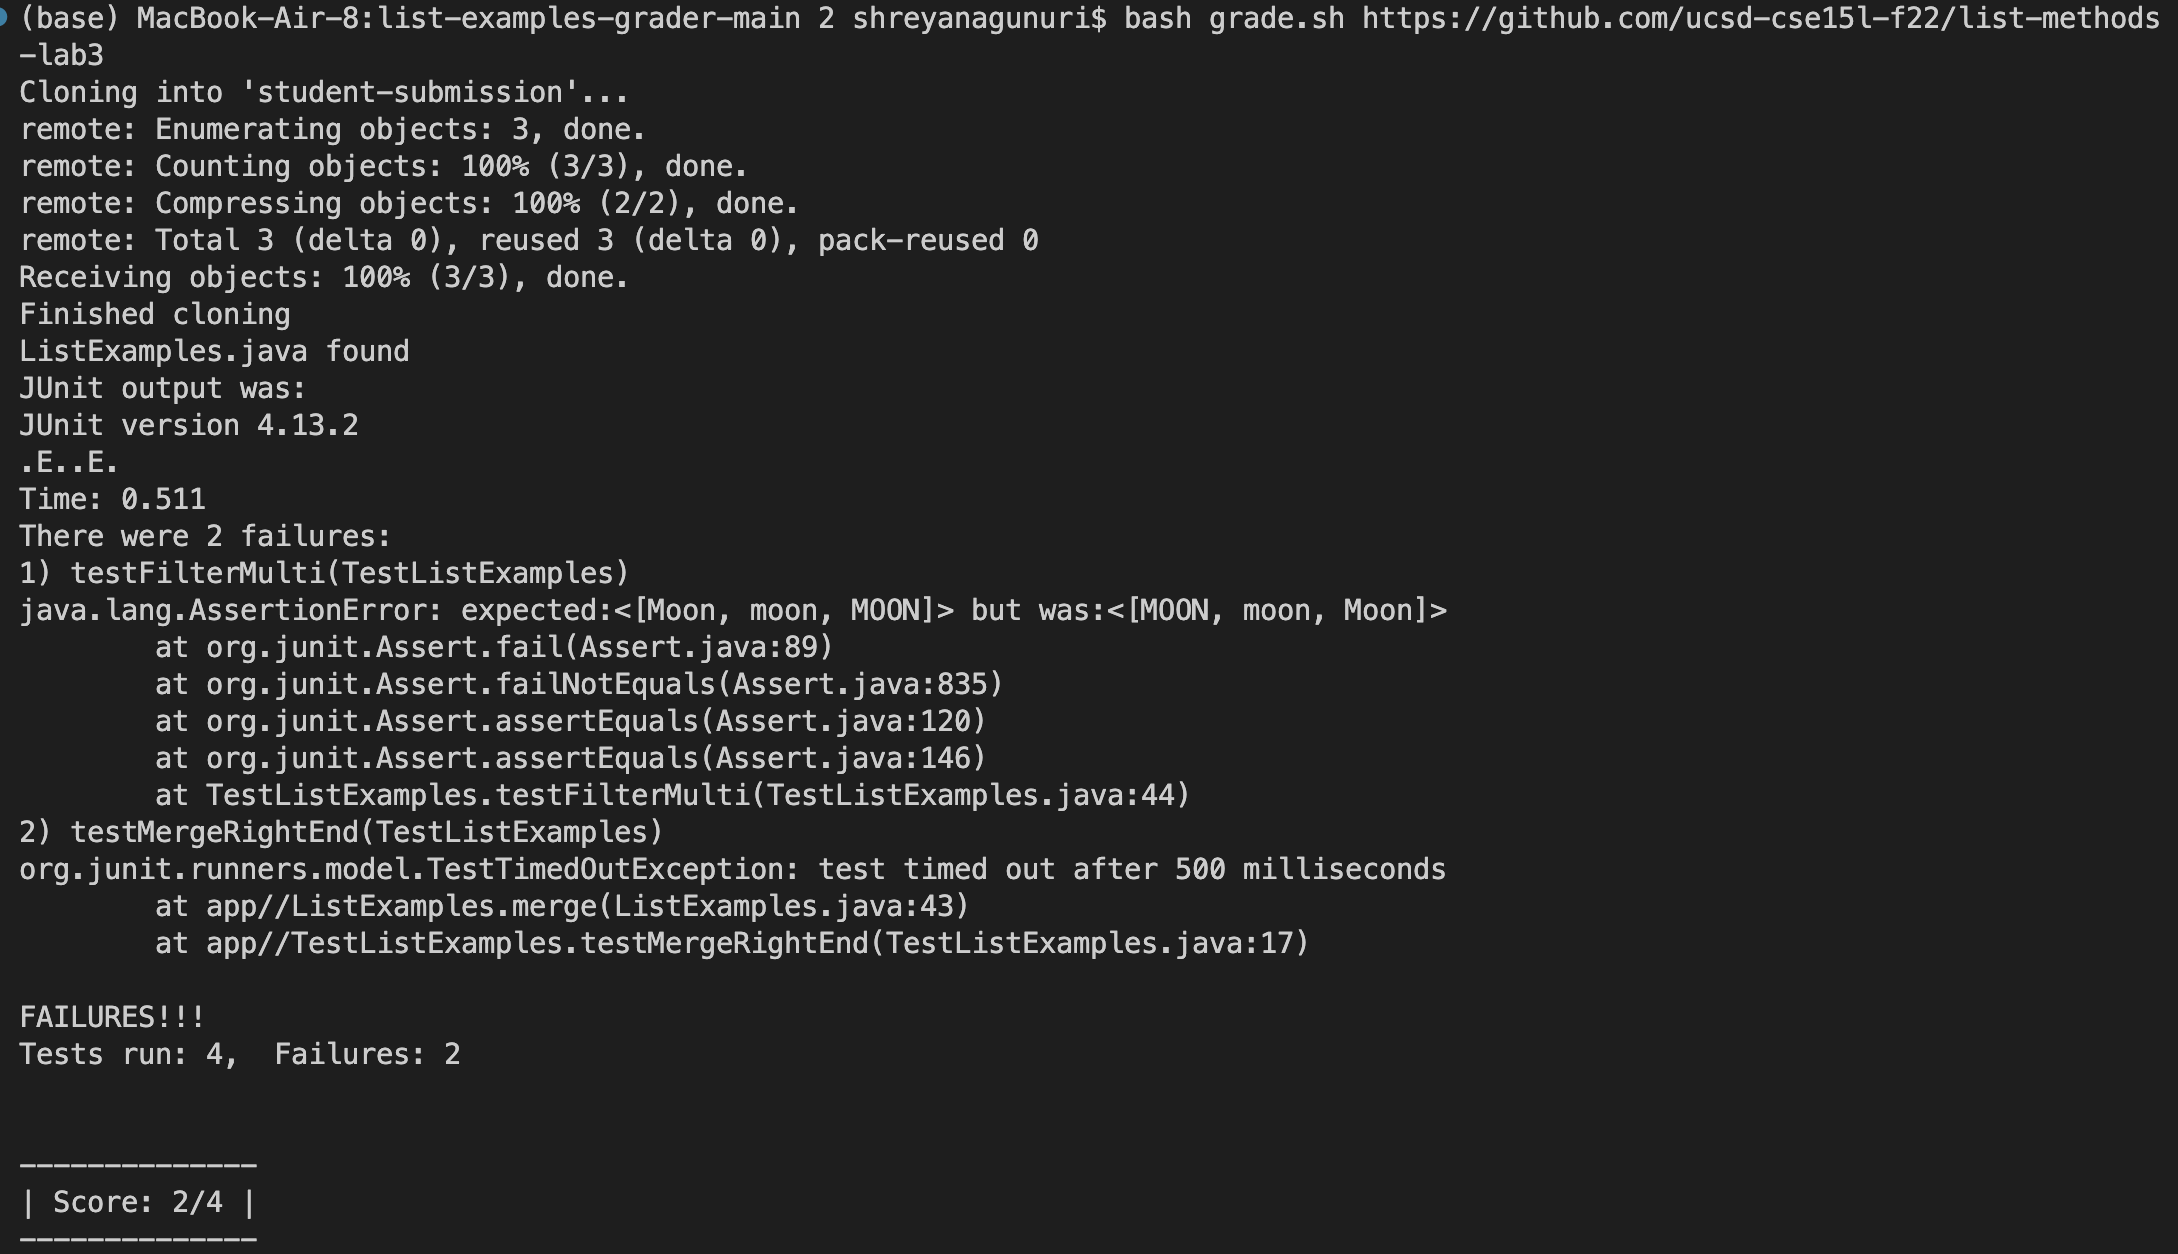 (base) MacBook-Air-8:list-examples-grader-main 2 shreyanagunuri$ bash grade.sh https://github.com/ucsd-cse15l-f22/list-methods
-lab3
Cloning into 'student-submission'...
remote: Enumerating objects: 3, done.
remote: Counting objects: 100% (3/3), done.
remote: Compressing objects: 100% (2/2), done.
remote: Total 3 (delta 0), reused 3 (delta 0), pack-reused 0
Receiving objects: 100% (3/3), done.
Finished cloning
ListExamples.java found
JUnit output was:
JUnit version 4.13.2
.E..E.
Time: 0.511
There were 2 failures:
1) testFilterMulti(TestListExamples)
java.lang.AssertionError: expected:<[Moon, moon, MOON]> but was:<[MOON, moon, Moon]>
        at org.junit.Assert.fail(Assert.java:89)
        at org.junit.Assert.failNotEquals(Assert.java:835)
        at org.junit.Assert.assertEquals(Assert.java:120)
        at org.junit.Assert.assertEquals(Assert.java:146)
        at TestListExamples.testFilterMulti(TestListExamples.java:44)
2) testMergeRightEnd(TestListExamples)
org.junit.runners.model.TestTimedOutException: test timed out after 500 milliseconds
        at app//ListExamples.merge(ListExamples.java:43)
        at app//TestListExamples.testMergeRightEnd(TestListExamples.java:17)

FAILURES!!!
Tests run: 4,  Failures: 2


--------------
| Score: 2/4 |
--------------